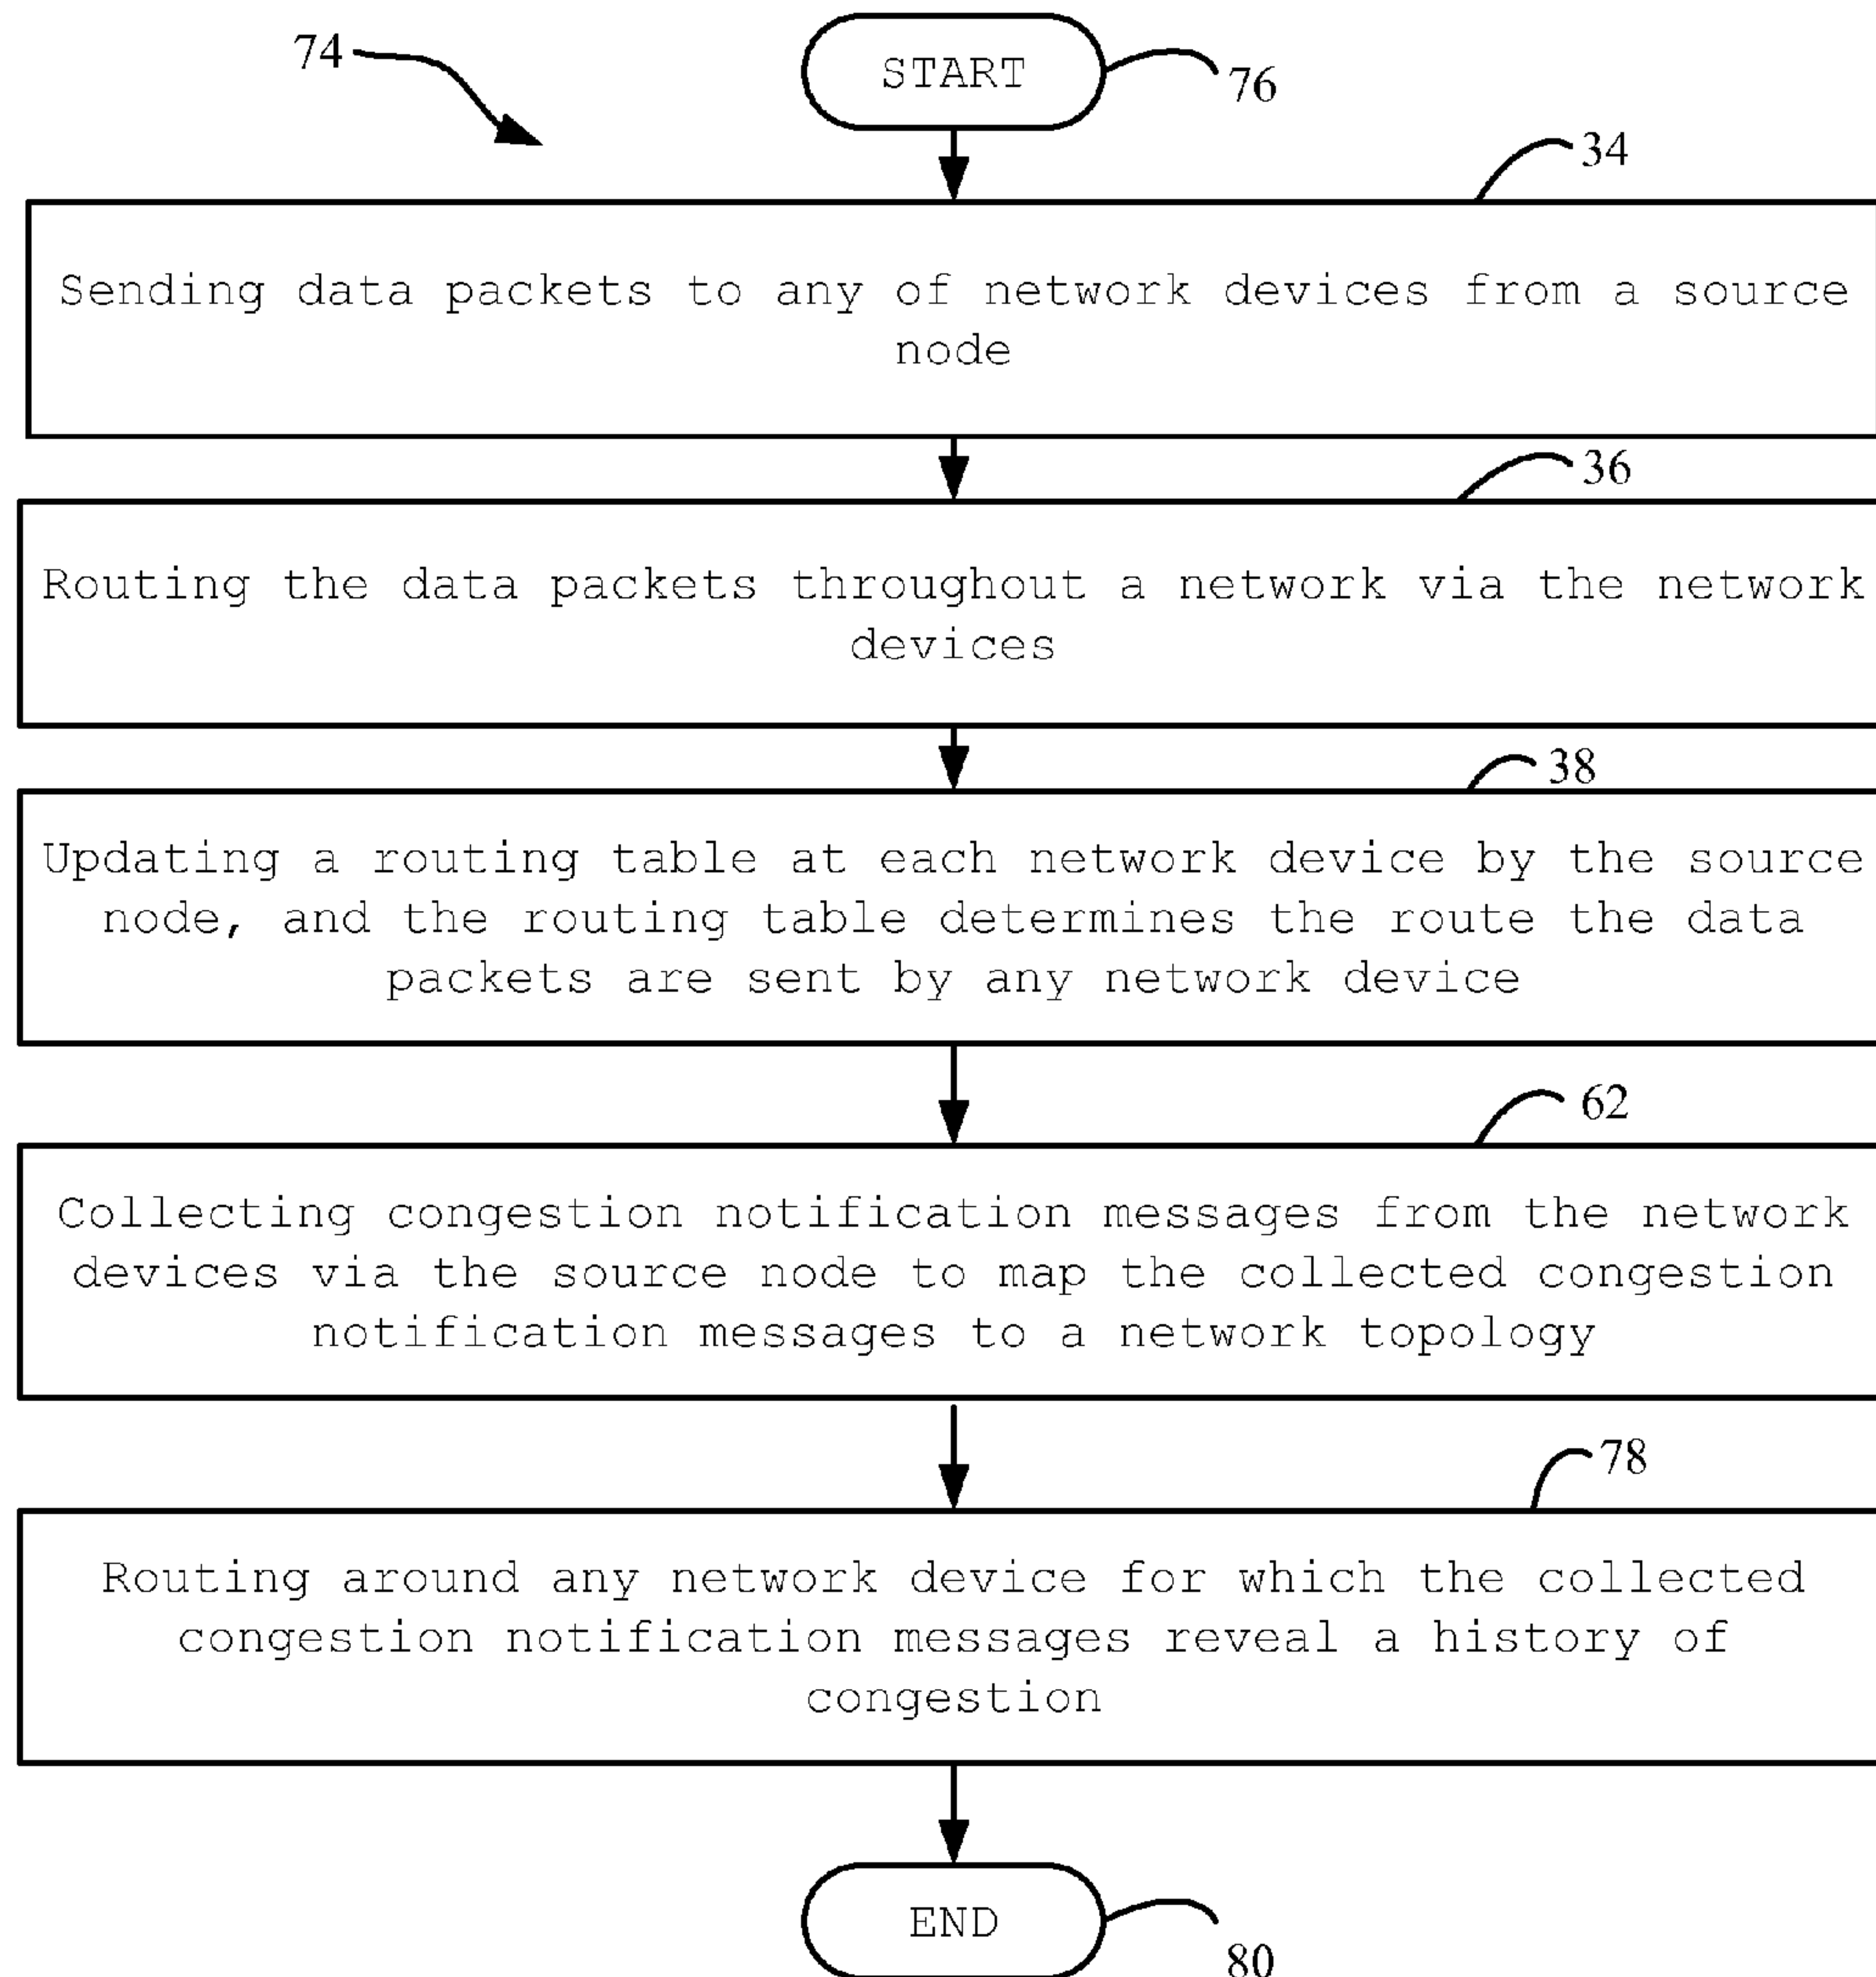 74
START
76
34
Sending data packets to any of network devices from a source
node
36
Routing the data packets throughout a network via the network
devices
38
Updating a routing table at each network device by the source
node, and the routing table determines the route the data
packets are sent by any network device
62
Collecting congestion notification messages from the network
devices via the source node to map the collected congestion
notification messages to a network topology
78
Routing around any network device for which the collected
congestion notification messages reveal a history of
congestion
END
80